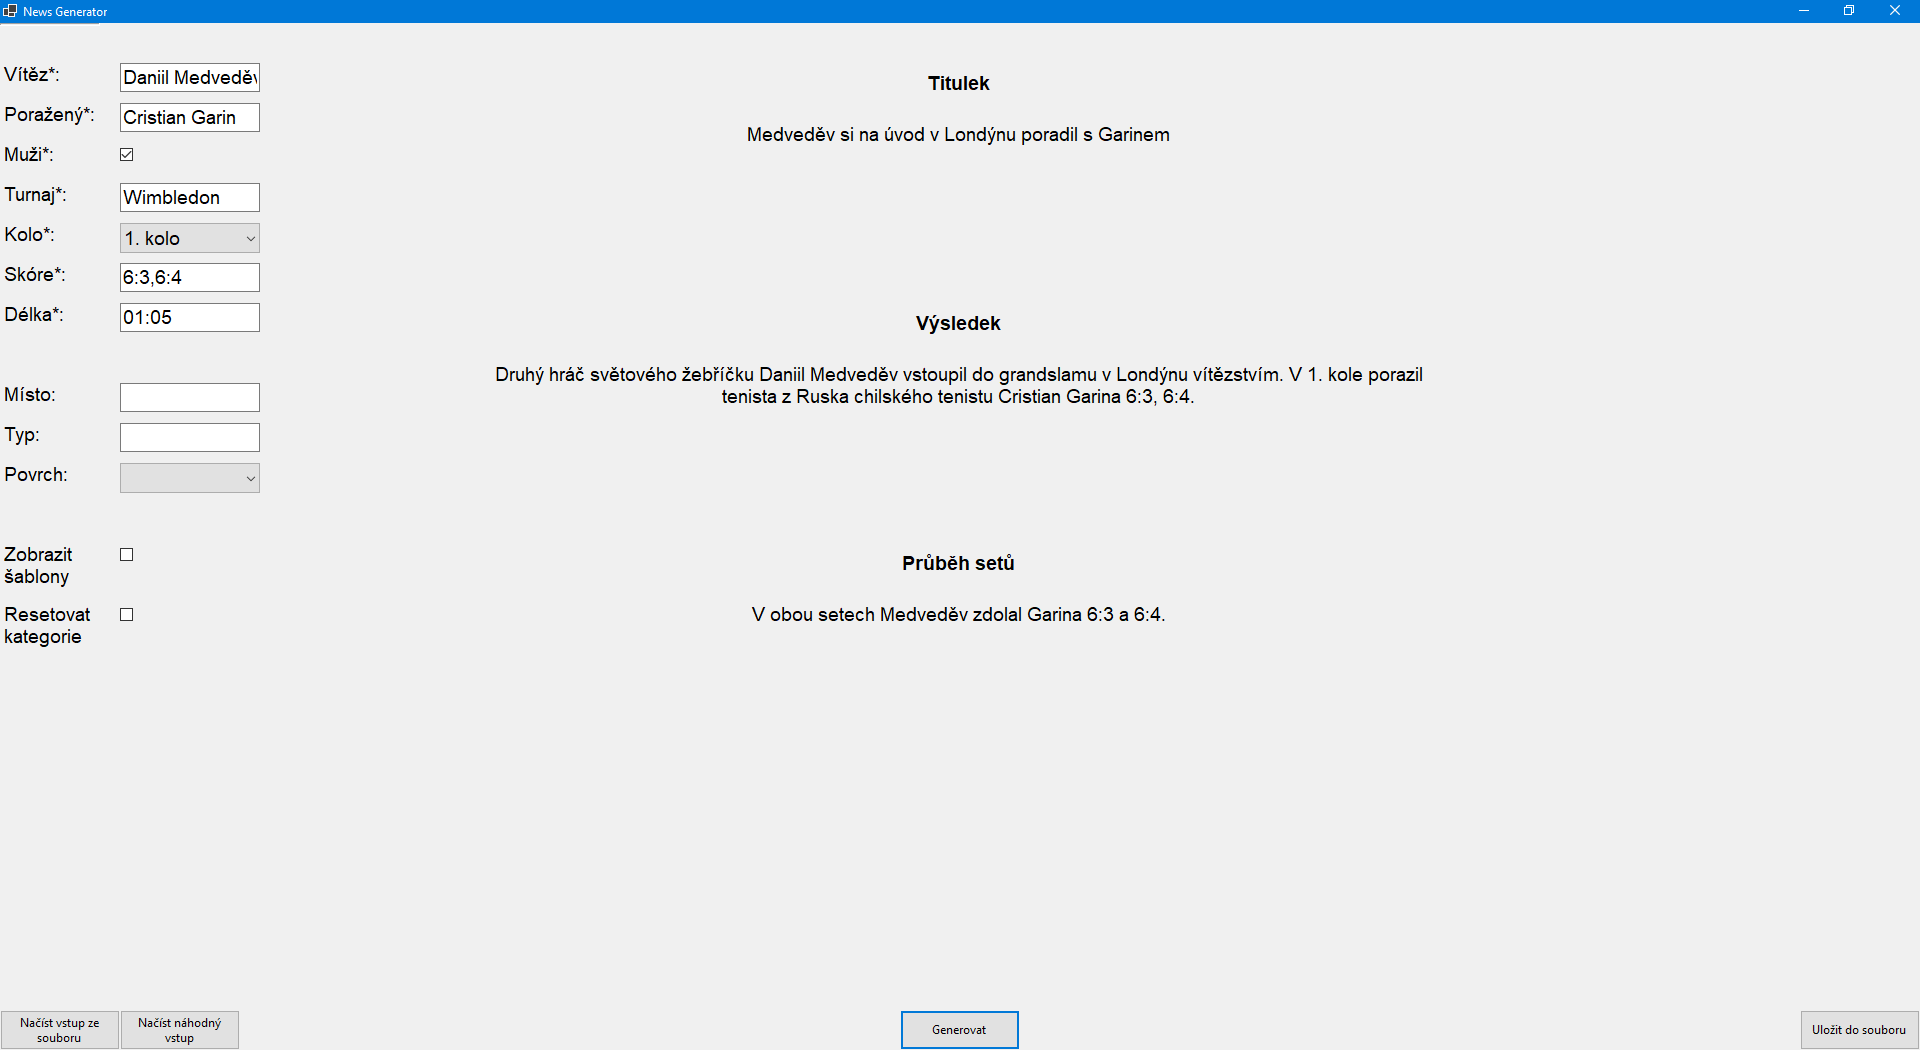 News Generator
Vítěz*:
Daniil Medveděv
Poražený*:
Cristian Garin
Muži*:
Turnaj*:
Wimbledon
Kolo*:
1. kolo
Skóre*:
6:3,6:4
Délka*:
01:05
Místo:
Typ:
Povrch:
Zobrazit
šablony
Resetovat
kategorie
Titulek
Medveděv si na úvod v Londýnu poradil s Garinem
Výsledek
Druhý hráč světového žebříčku Daniil Medveděv vstoupil do grandslamu v Londýnu vítězstvím. V 1. kole porazil
tenista z Ruska chilského tenistu Cristian Garina 6:3, 6:4.
Průběh setů
V obou setech Medveděv zdolal Garina 6:3 a 6:4.
Načíst vstup ze
souboru
Načíst náhodný
vstup
Generovat
Uložit do souboru